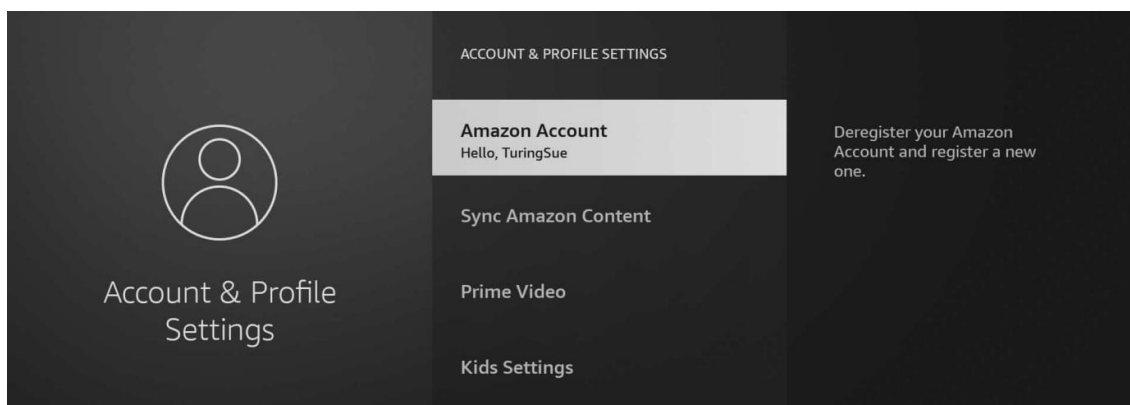 Account & Profile
Settings
ACCOUNT & PROFILE SETTINGS
Amazon Account
Hello, TuringSue
Sync Amazon Content
Prime Video
Kids Settings
Deregister your Amazon
Account and register a new
one.